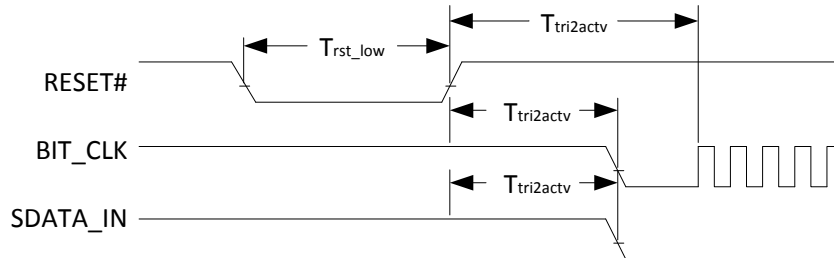 Ttri2actv
Trst_low
RESET#
Ttri2actv
BIT_CLK
Ttri2actv
SDATA_IN